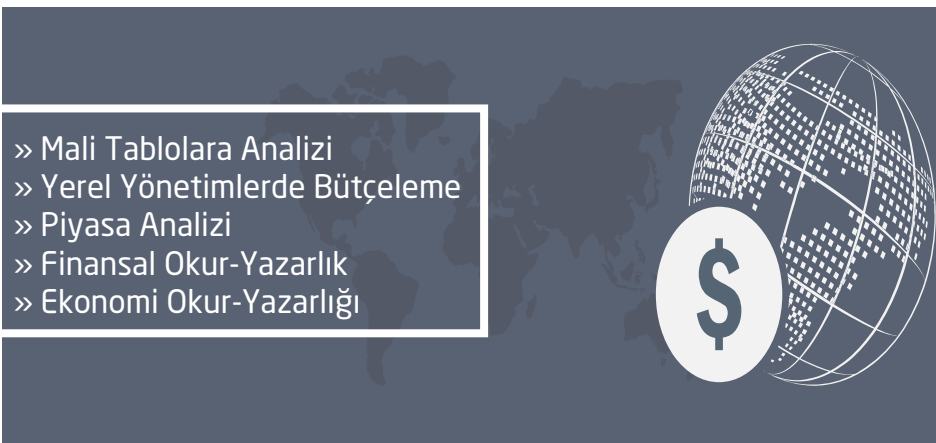 » Mali Tablolara Analizi
» Yerel Yönetimlerde Bütçeleme
» Piyasa Analizi
» Finansal Okur-Yazarlık
» Ekonomi Okur-Yazarlığı
$